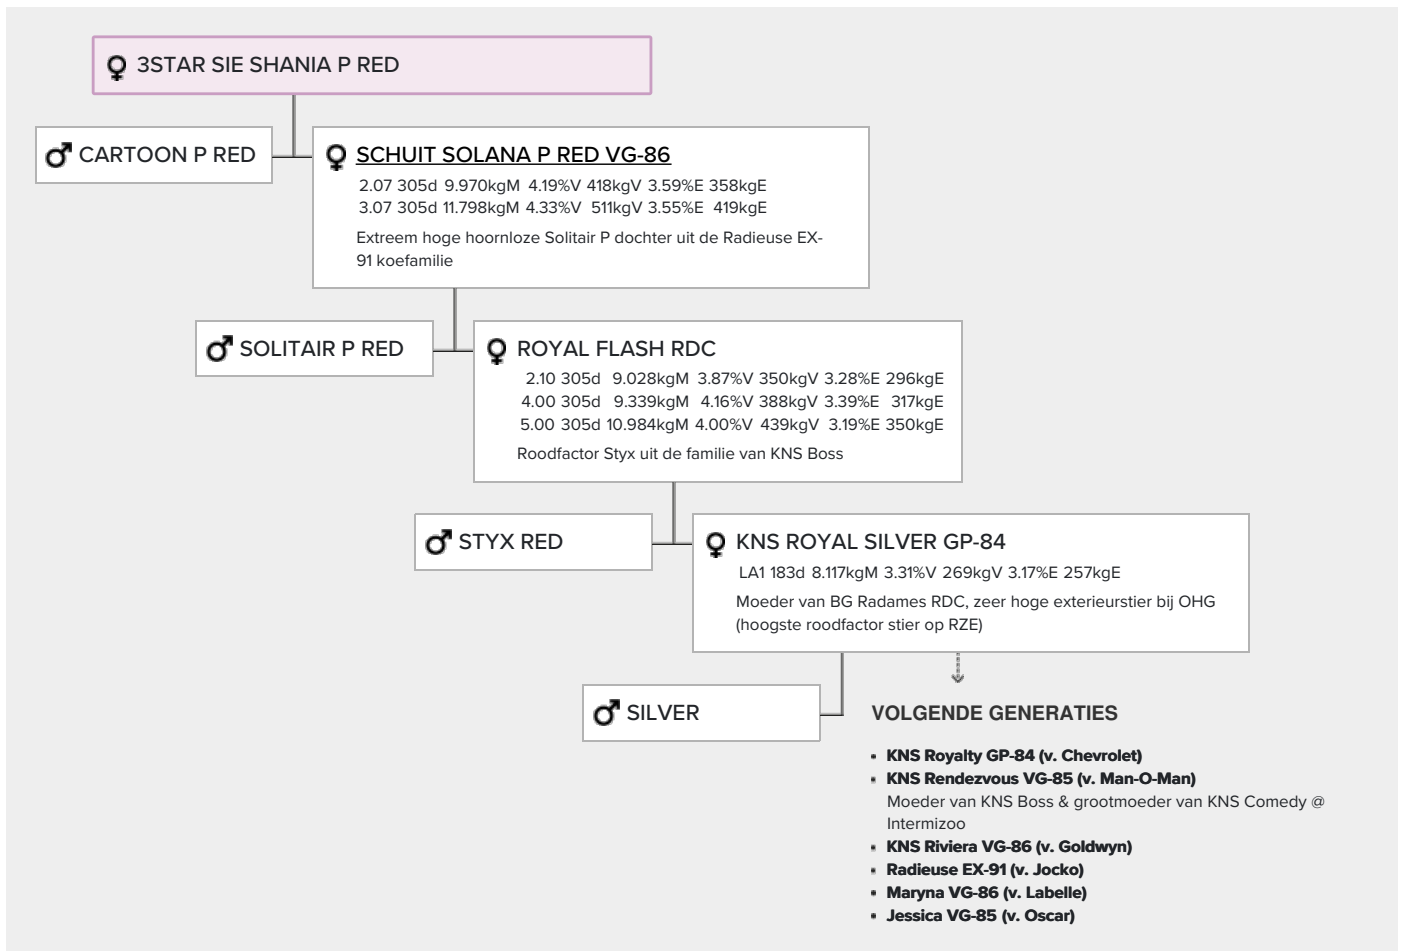 3STAR SIE SHANIA P RED
CARTOON P RED
SCHUIT SOLANA P RED VG-86
2.07 305d 9.970kgM 4.19%V 418kgV 3.59%E 358kgE
3.07 305d 11.798kgM 4.33%V 511kgV 3.55%E 419kgE
Extreem hoge hoornloze Solitair P dochter uit de Radieuse EX-
91 koefamilie
SOLITAIR P RED
ROYAL FLASH RDC
2.10 305d 9.028kgM 3.87%V 350kgV 3.28%E 296kgE
4.00 305d 9.339kgM 4.16%V 388kgV 3.39%E 317kgE
5.00 305d 10.984kgM 4.00%V 439kgV 3.19%E 350kgE
Roodfactor Styx uit de familie van KNS Boss
STYX RED
KNS ROYAL SILVER GP-84
LA1 183d 8.117kgM 3.31%V 269kgV 3.17%E 257kgE
Moeder van BG Radames RDC, zeer hoge exterieurstier bij OHG
(hoogste roodfactor stier op RZE)
SILVER
VOLGENDE GENERATIES
▪ KNS Royalty GP-84 (v. Chevrolet)
▪ KNS Rendezvous VG-85 (v. Man-O-Man)
Moeder van KNS Boss & grootmoeder van KNS Comedy @
Intermizoo
▪ KNS Riviera VG-86 (v. Goldwyn)
▪ Radieuse EX-91 (v. Jocko)
▪ Maryna VG-86 (v. Labelle)
▪ Jessica VG-85 (v. Oscar)